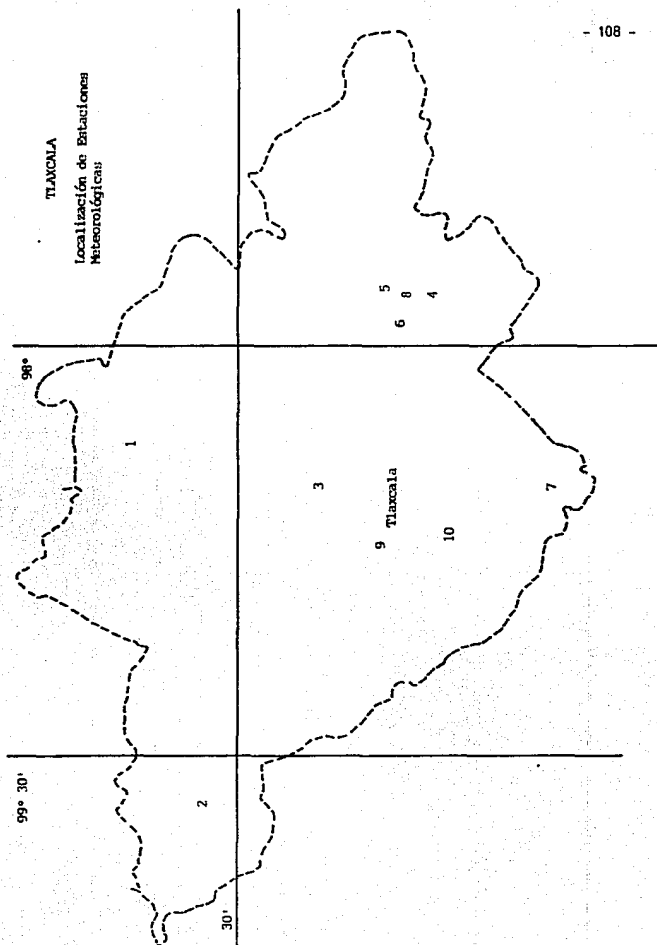 - 108 -
TLAXCALA
Localización de Estaciones
Meteorológicas
99° 30'
98°
30'
1
2
3
Tlaxcala
9
10
7
6
5
8
4